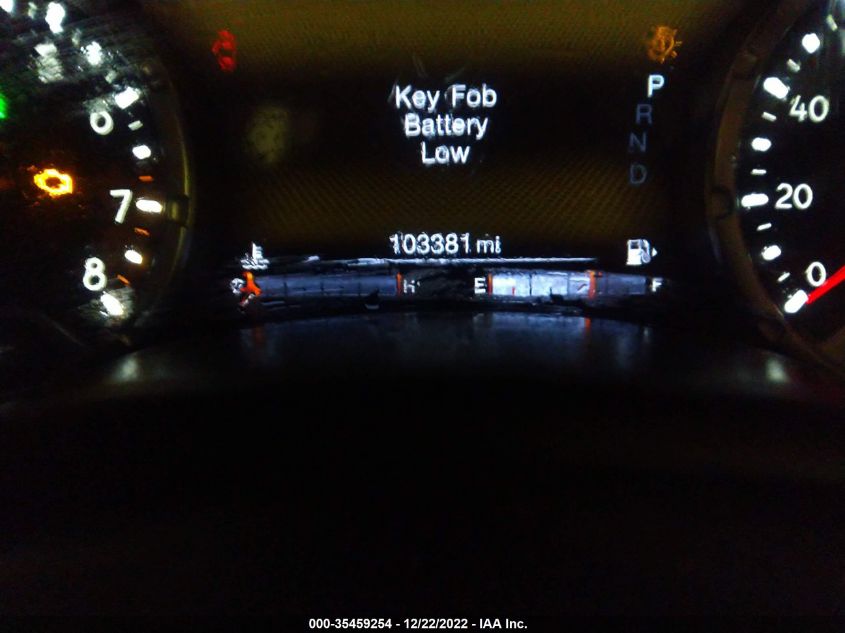 Key Fob
Battery
Low
P
R
N
D
6
7
8
40
20
0
103381 mi
C
H
E
F
000-35459254 - 12/22/2022 - IAA Inc.